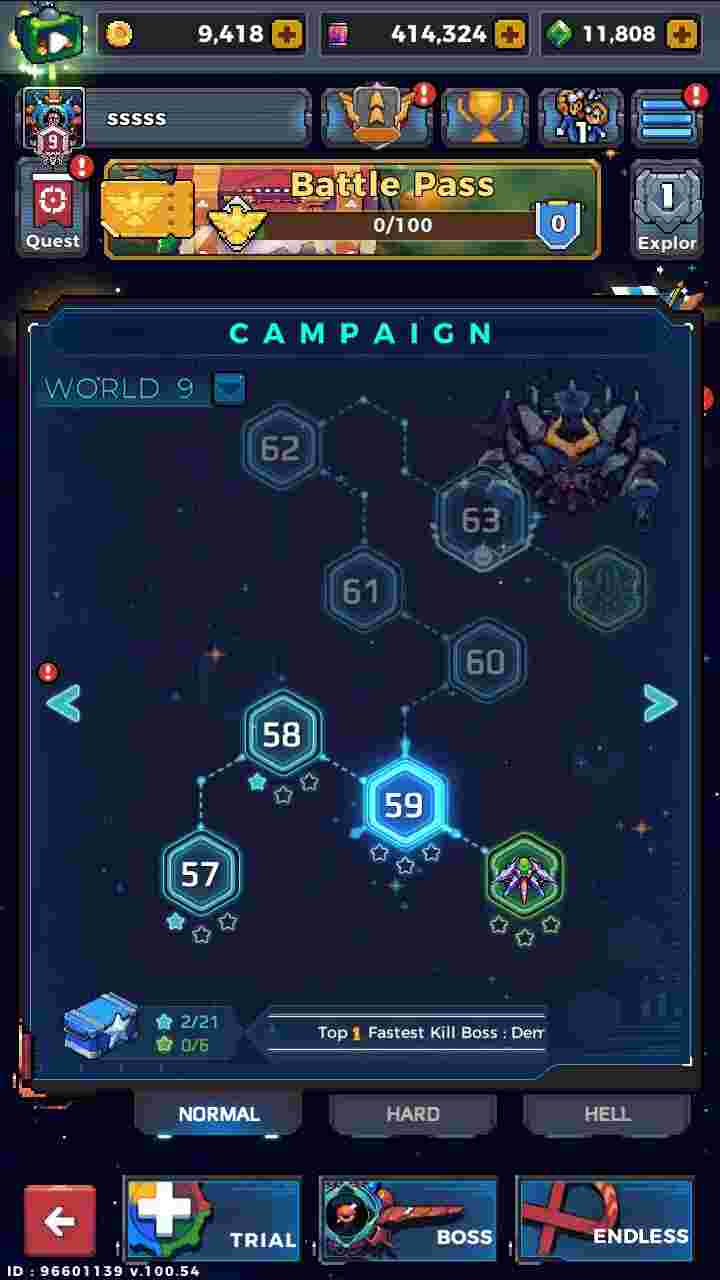 9,418
414,324
11,808
sssss
9
1
Quest
Battle Pass
0/100
0
1
Explor
CAMPAIGN
WORLD 9
62
63
61
60
58
59
57
2/21
0/6
Top 1 Fastest Kill Boss : Dem
NORMAL
HARD
HELL
TRIAL
BOSS
ENDLESS
ID : 96601139 v.100.54